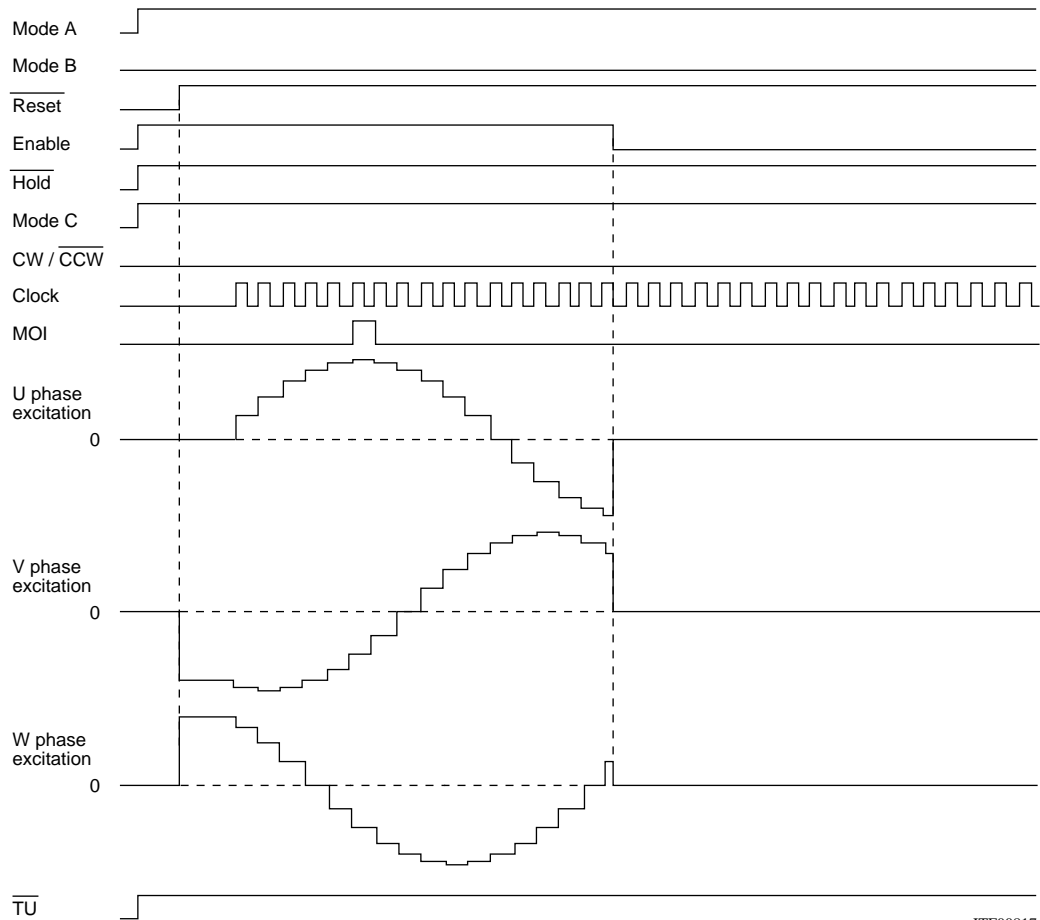 Mode A
Mode B
Reset
Enable
Hold
Mode C
CW / CCW
Clock
MOI
U phase
excitation
0
V phase
excitation
0
W phase
excitation
0
TU